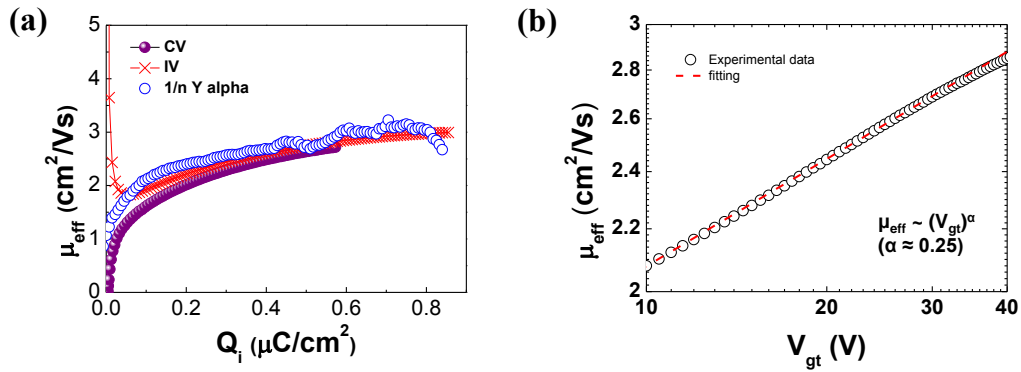 (a)
CV
IV
1/n Y alpha
5
4
3
2
1
0
0.0 0.2 0.4 0.6 0.8
μeff (cm²/Vs)
Qi (μC/cm²)
(b)
Experimental data
fitting
3
2.8
2.6
2.4
2.2
2
10 20 30 40
μeff (cm²/Vs)
Vgt (V)
μeff ~ (Vgt)^α
(α ≈ 0.25)